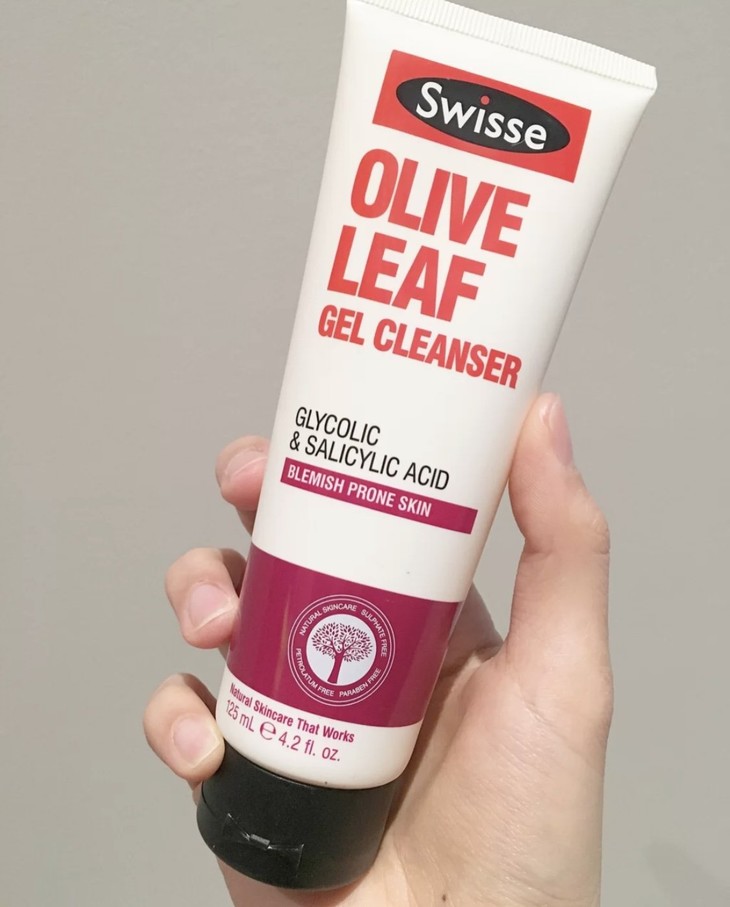 Swisse
OLIVE
LEAF
GEL CLEANSER
GLYCOLIC
& SALICYLIC ACID
BLEMISH PRONE SKIN
NATURAL SKINCARE SULPHATE FREE
PETROLATUM FREE PARABEN FREE
Natural Skincare That Works
125 mL ℮ 4.2 fl. oz.